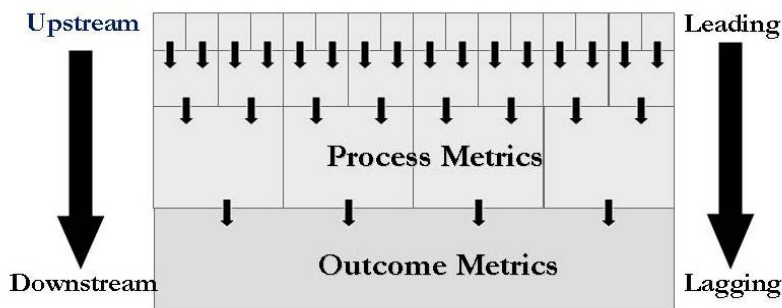 Upstream
Leading
Process Metrics
Outcome Metrics
Downstream
Lagging